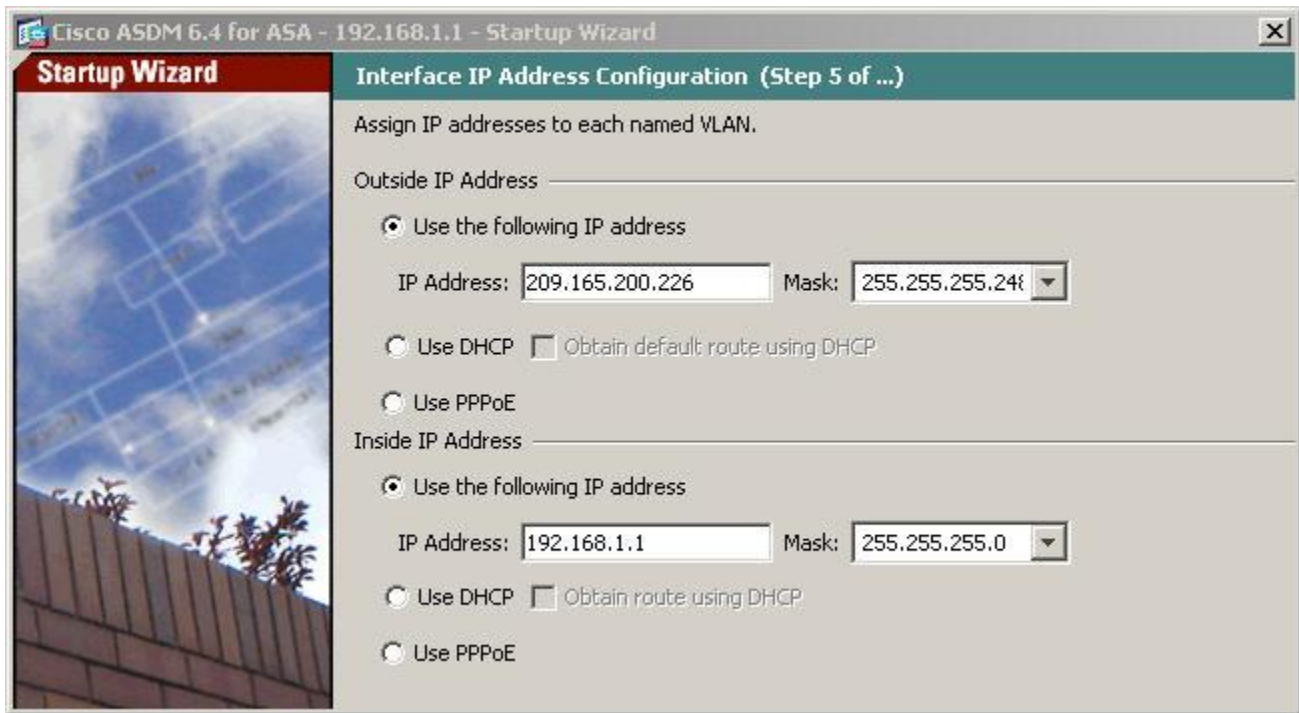 Cisco ASDM 6.4 for ASA - 192.168.1.1 - Startup Wizard
Startup Wizard
Interface IP Address Configuration (Step 5 of ...)
Assign IP addresses to each named VLAN.
Outside IP Address
Use the following IP address
IP Address: 209.165.200.226 Mask: 255.255.255.248
Use DHCP Obtain default route using DHCP
Use PPPoE
Inside IP Address
Use the following IP address
IP Address: 192.168.1.1 Mask: 255.255.255.0
Use DHCP Obtain route using DHCP
Use PPPoE